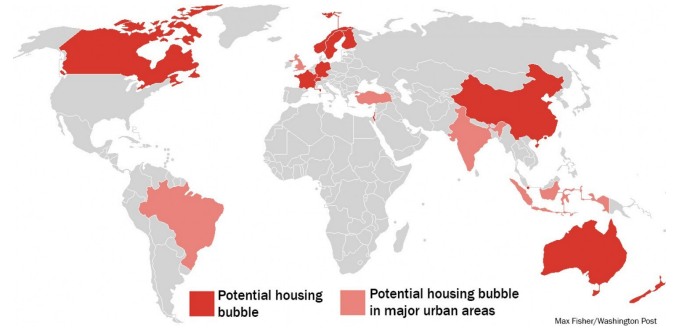 Potential housing
bubble
Potential housing bubble
in major urban areas
Max Fisher/Washington Post